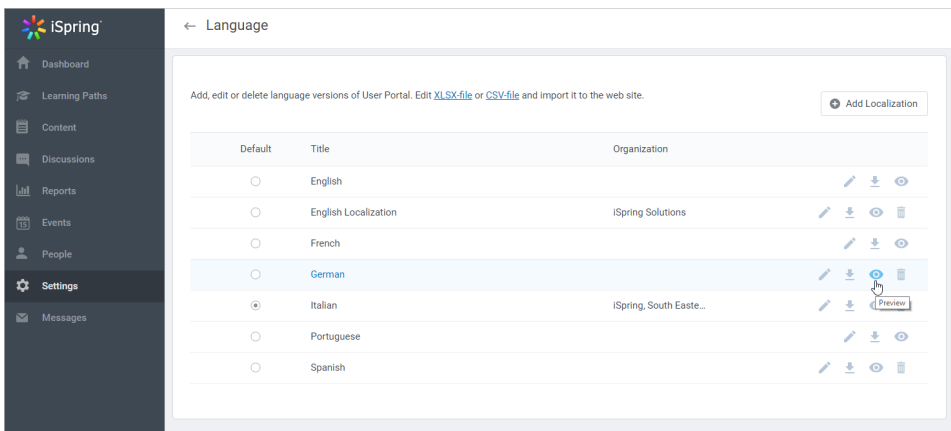 iSpring
← Language
Dashboard
Learning Paths
Content
Discussions
Reports
15
Events
People
Settings
Messages
Add, edit or delete language versions of User Portal. Edit XLSX-file or CSV-file and import it to the web site.
Add Localization
Default Title Organization
English
English Localization iSpring Solutions
French
German
Italian iSpring, South Easte...
Preview
Portuguese
Spanish